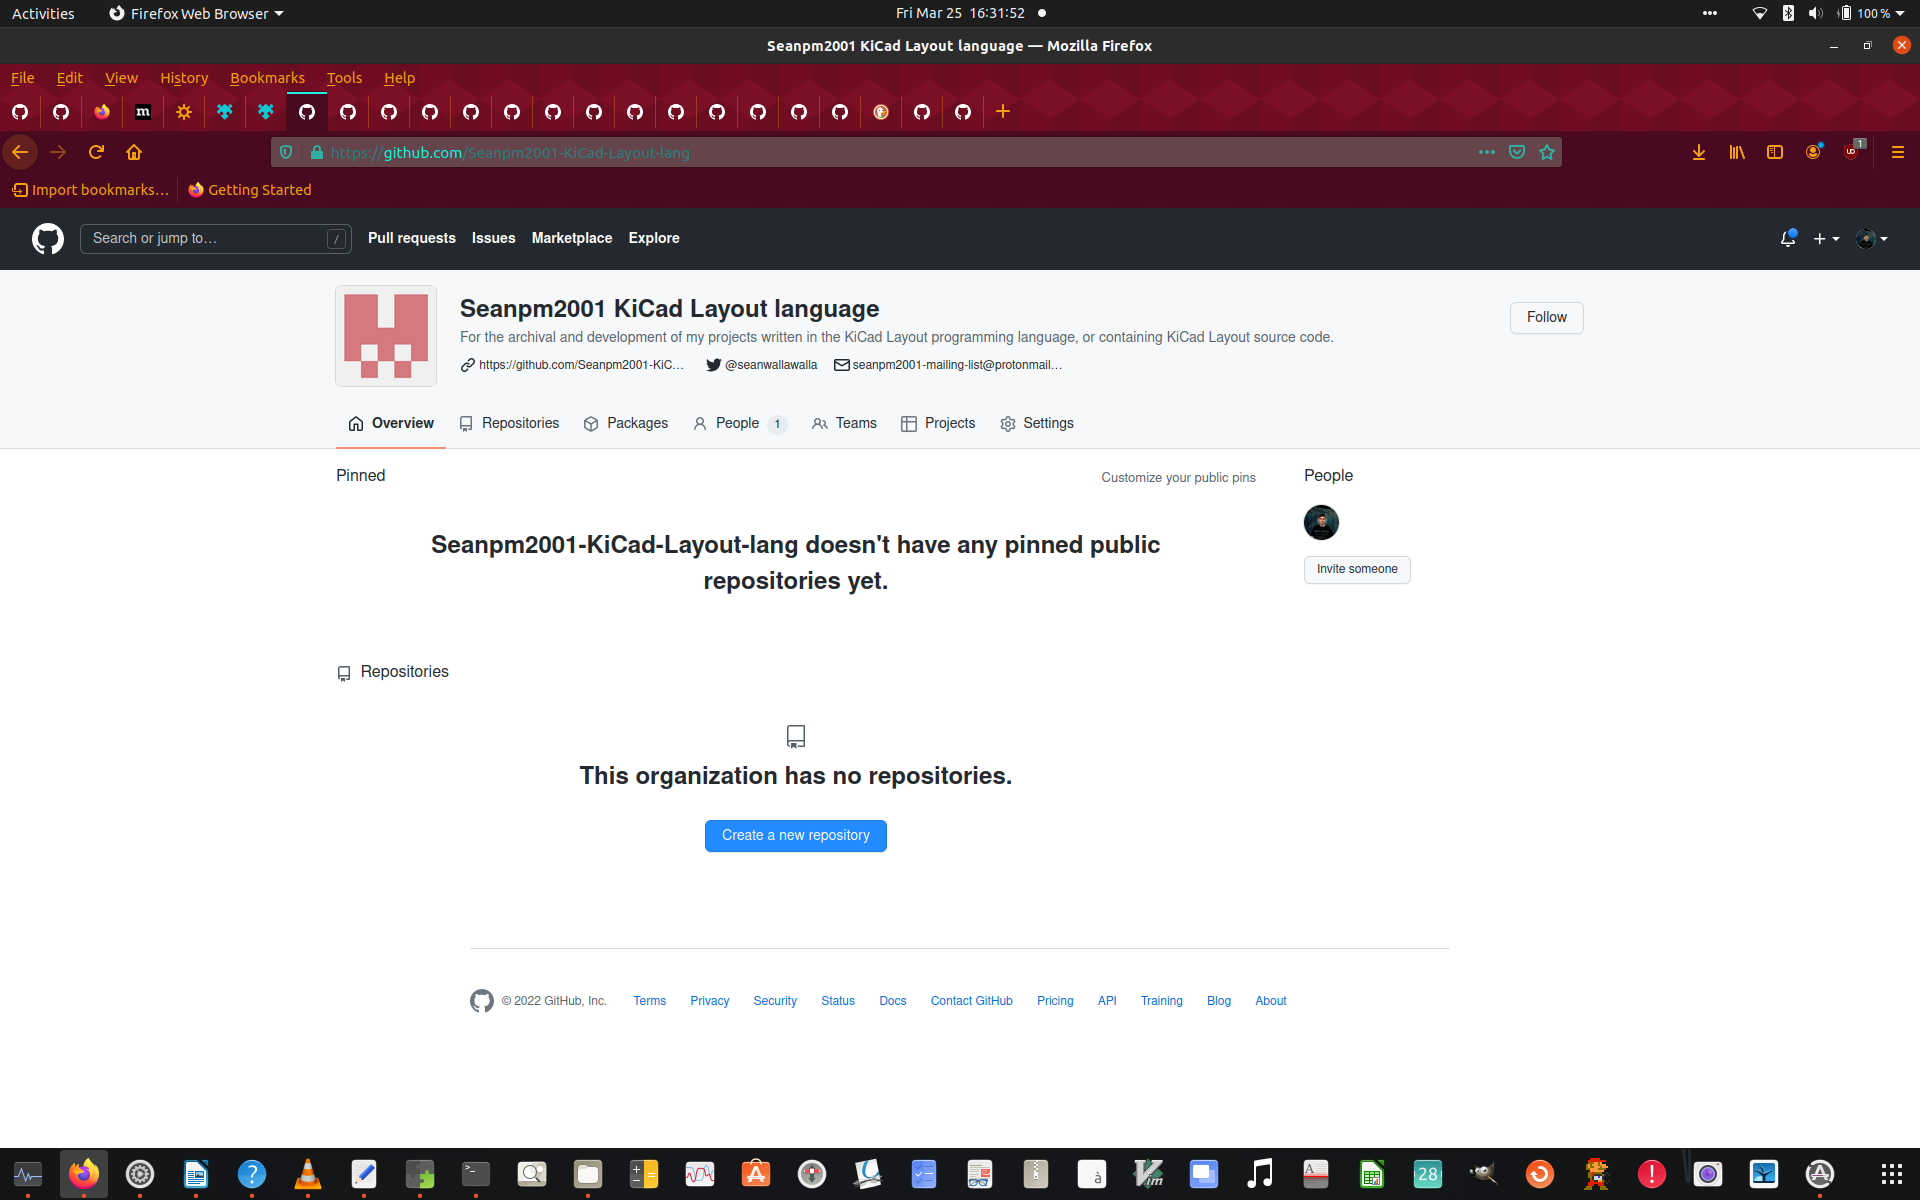 Activities
Firefox Web Browser
Fri Mar 25 16:31:52
100 %
Seanpm2001 KiCad Layout language — Mozilla Firefox
File Edit View History Bookmarks Tools Help
https://github.com/Seanpm2001-KiCad-Layout-lang
1
Import bookmarks...
Getting Started
Search or jump to...
/
Pull requests
Issues
Marketplace
Explore
Seanpm2001 KiCad Layout language
For the archival and development of my projects written in the KiCad Layout programming language, or containing KiCad Layout source code.
https://github.com/Seanpm2001-KiC...
@seanwallawalla
seanpm2001-mailing-list@protonmail...
Follow
Overview
Repositories
Packages
People 1
Teams
Projects
Settings
Pinned
Customize your public pins
Seanpm2001-KiCad-Layout-lang doesn't have any pinned public
repositories yet.
People
Invite someone
Repositories
This organization has no repositories.
Create a new repository
© 2022 GitHub, Inc.
Terms
Privacy
Security
Status
Docs
Contact GitHub
Pricing
API
Training
Blog
About
28